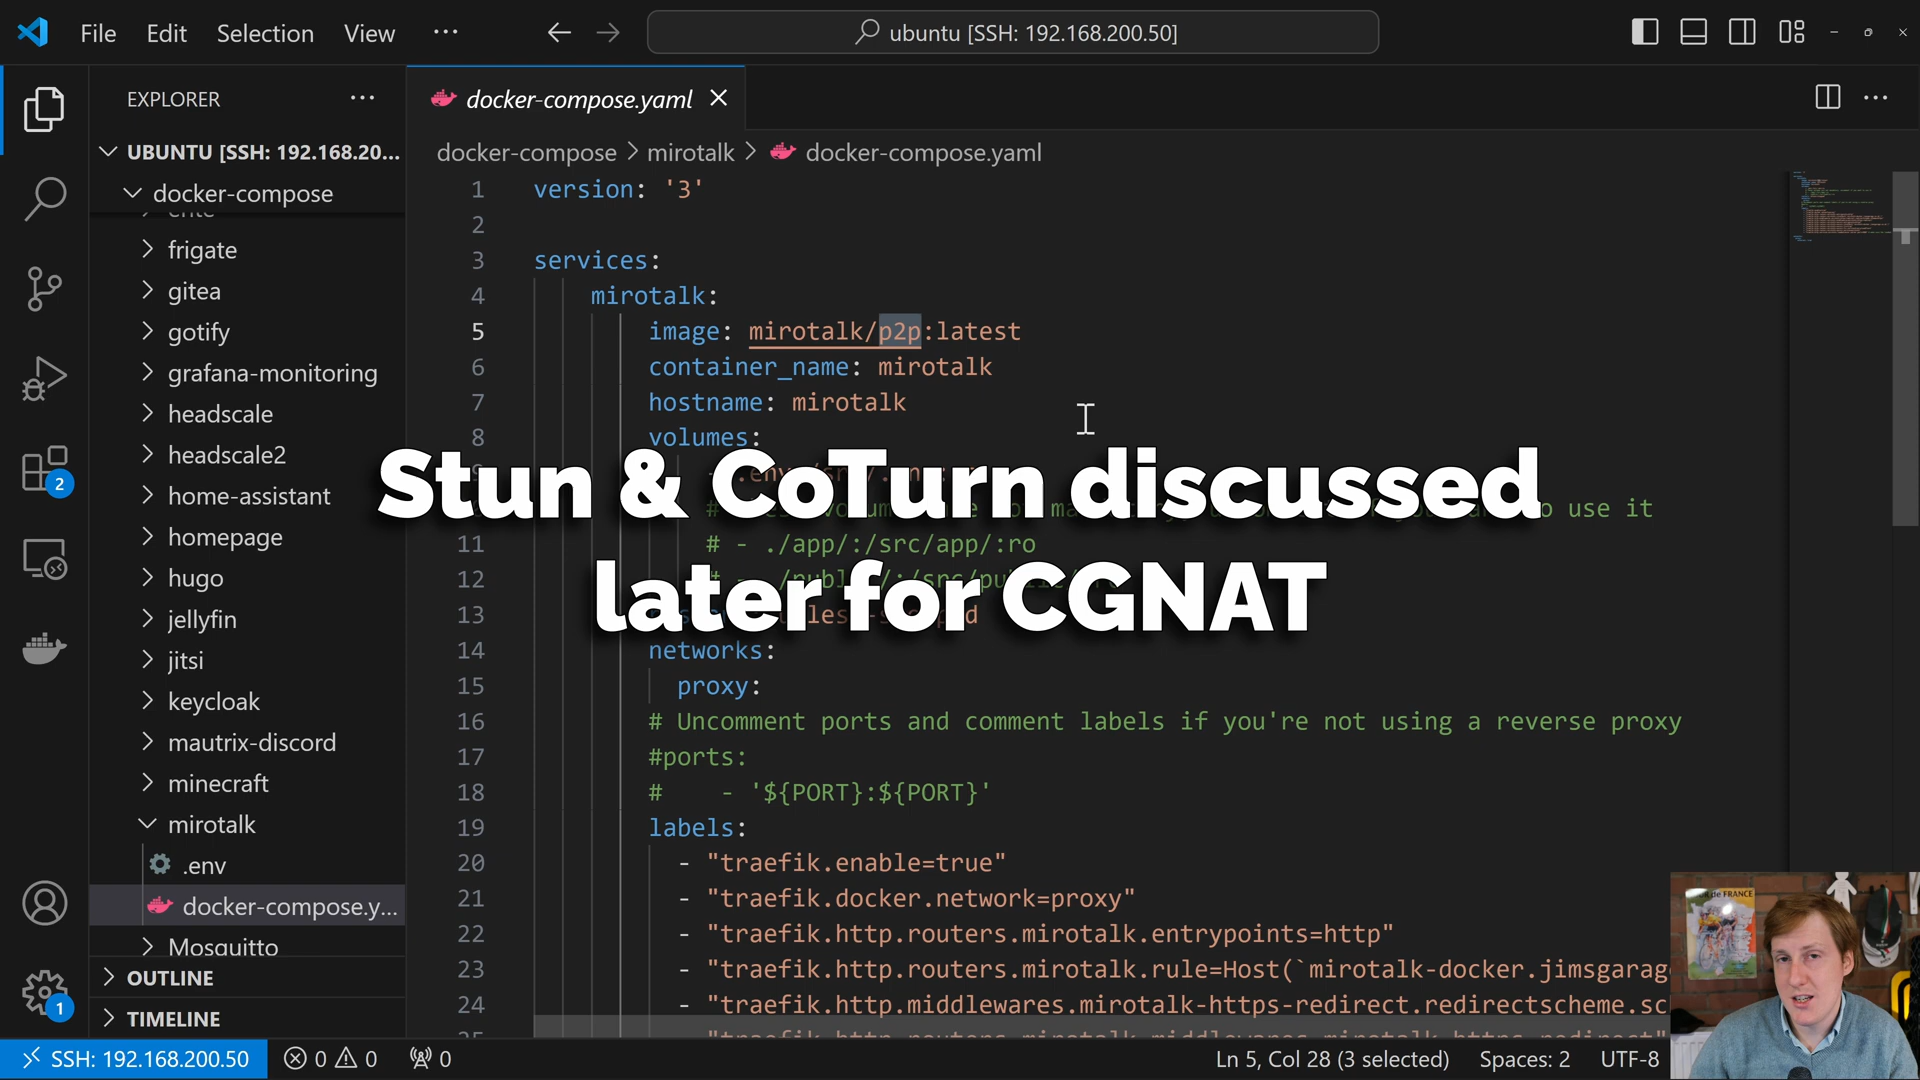 File Edit Selection View ···
ubuntu [SSH: 192.168.200.50]
EXPLORER
docker-compose.yaml
UBUNTU [SSH: 192.168.20...
docker-compose > mirotalk > docker-compose.yaml
docker-compose
frigate
gitea
gotify
grafana-monitoring
headscale
headscale2
home-assistant
homepage
hugo
jellyfin
jitsi
keycloak
mautrix-discord
minecraft
mirotalk
.env
docker-compose.y...
Mosquitto
OUTLINE
TIMELINE
2
1
1 version: '3'
2
3 services:
4 mirotalk:
5 image: mirotalk/p2p:latest
6 container_name: mirotalk
7 hostname: mirotalk
8 volumes:
Stun & CoTurn discussed
later for CGNAT
use it
11 # - ./app/:/src/app/:ro
12
13
14 networks:
15 proxy:
16 # Uncomment ports and comment labels if you're not using a reverse proxy
17 #ports:
18 # - '${PORT}:${PORT}'
19 labels:
20 - "traefik.enable=true"
21 - "traefik.docker.network=proxy"
22 - "traefik.http.routers.mirotalk.entrypoints=http"
23 - "traefik.http.routers.mirotalk.rule=Host(`mirotalk-docker.jimsgarag
24 - "traefik.http.middlewares.mirotalk-https-redirect.redirectscheme.sc
SSH: 192.168.200.50
0 0 0
Ln 5, Col 28 (3 selected) Spaces: 2 UTF-8
DE FRANCE